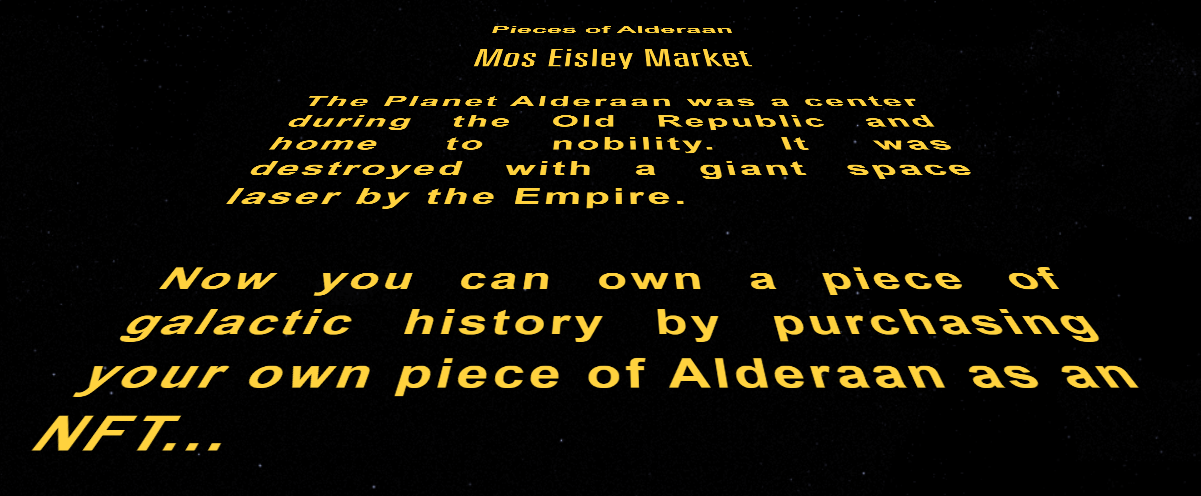 Pieces of Alderaan
Mos Eisley Market
The Planet Alderaan was a center
during the Old Republic and
home to nobility. It was
destroyed with a giant space
laser by the Empire.
Now you can own a piece of
galactic history by purchasing
your own piece of Alderaan as an
NFT...